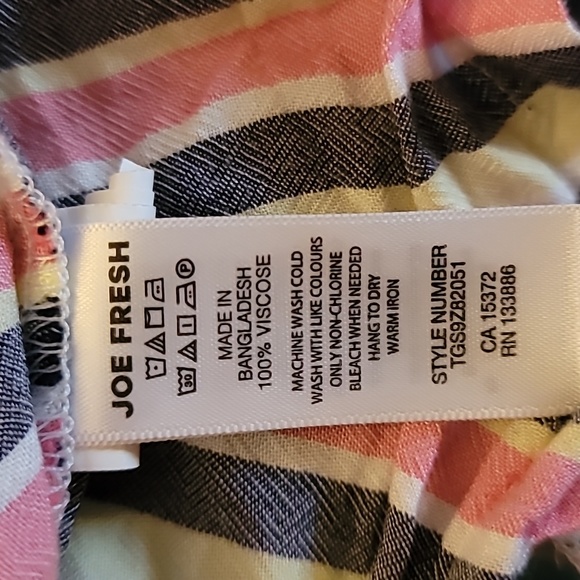 JOE FRESH
30
P
MADE IN
BANGLADESH
100% VISCOSE
MACHINE WASH COLD
WASH WITH LIKE COLOURS
ONLY NON-CHLORINE
BLEACH WHEN NEEDED
HANG TO DRY
WARM IRON
STYLE NUMBER
TGS9Z82051
CA 15372
RN 133886